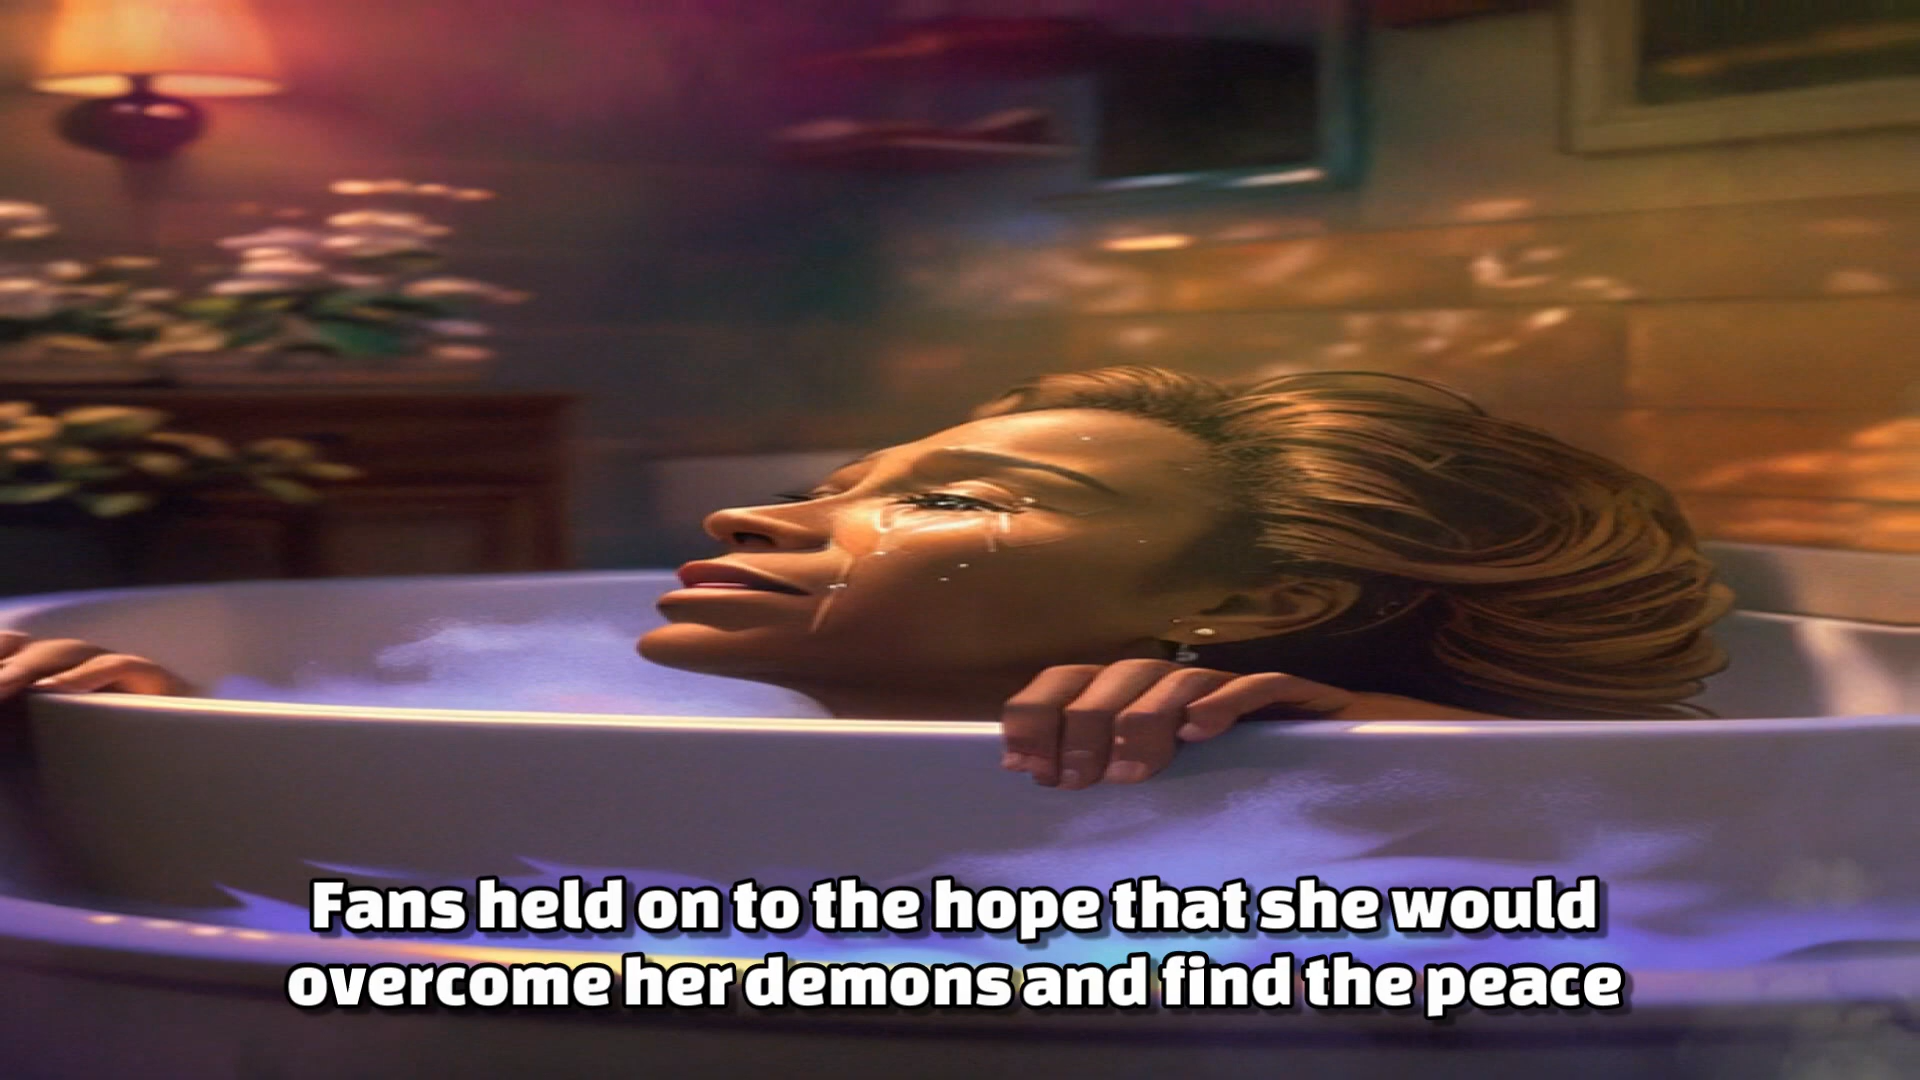 Fans held on to the hope that she would
overcome her demons and find the peace